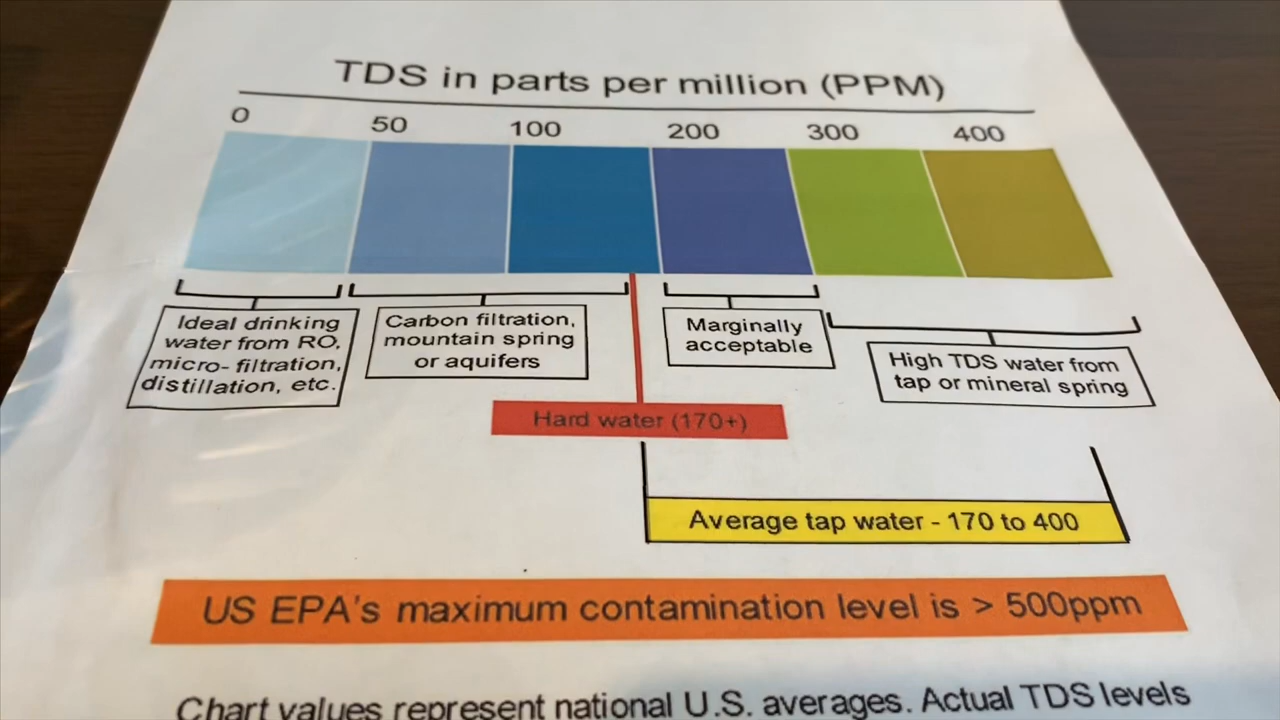 TDS in parts per million (PPM)
0 50 100 200 300 400
Ideal drinking
water from RO,
micro- filtration,
distillation, etc.
Carbon filtration,
mountain spring
or aquifers
Marginally
acceptable
High TDS water from
tap or mineral spring
Hard water (170+)
Average tap water - 170 to 400
US EPA's maximum contamination level is > 500ppm
Chart values represent national U.S. averages. Actual TDS levels